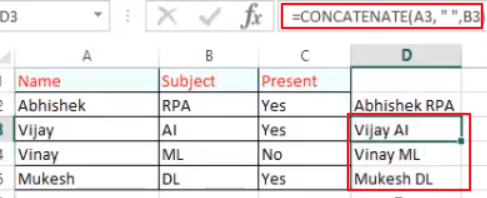 D3 fx =CONCATENATE(A3, " ",B3)
A B C D
1 Name Subject Present
2 Abhishek RPA Yes Abhishek RPA
3 Vijay AI Yes Vijay AI
4 Vinay ML No Vinay ML
5 Mukesh DL Yes Mukesh DL